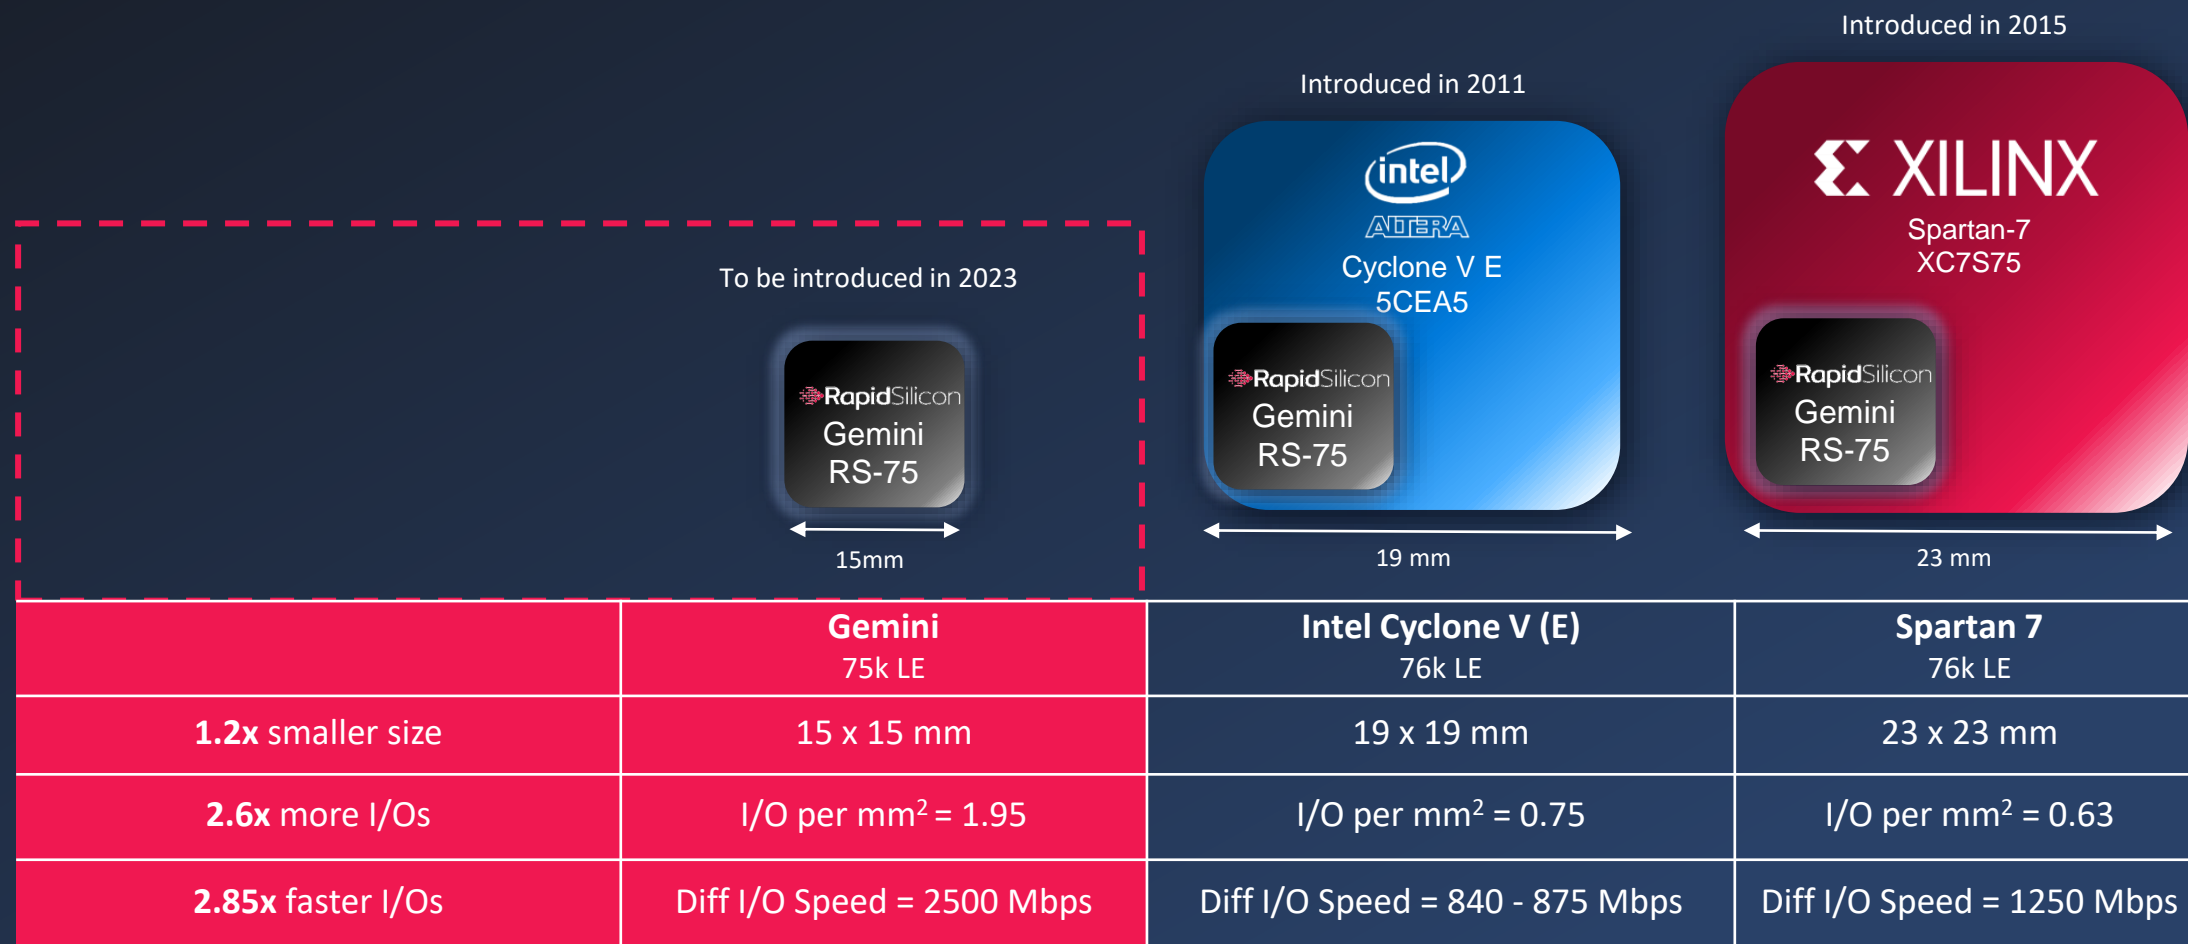 Introduced in 2015
Introduced in 2011
XILINX
Spartan-7
XC7S75
intel
ALTERA
Cyclone V E
5CEA5
To be introduced in 2023
RapidSilicon
Gemini
RS-75
RapidSilicon
Gemini
RS-75
RapidSilicon
Gemini
RS-75
15mm
19 mm
23 mm
Gemini
75k LE
Intel Cyclone V (E)
76k LE
Spartan 7
76k LE
1.2x smaller size
15 x 15 mm
19 x 19 mm
23 x 23 mm
2.6x more I/Os
I/O per mm² = 1.95
I/O per mm² = 0.75
I/O per mm² = 0.63
2.85x faster I/Os
Diff I/O Speed = 2500 Mbps
Diff I/O Speed = 840 - 875 Mbps
Diff I/O Speed = 1250 Mbps